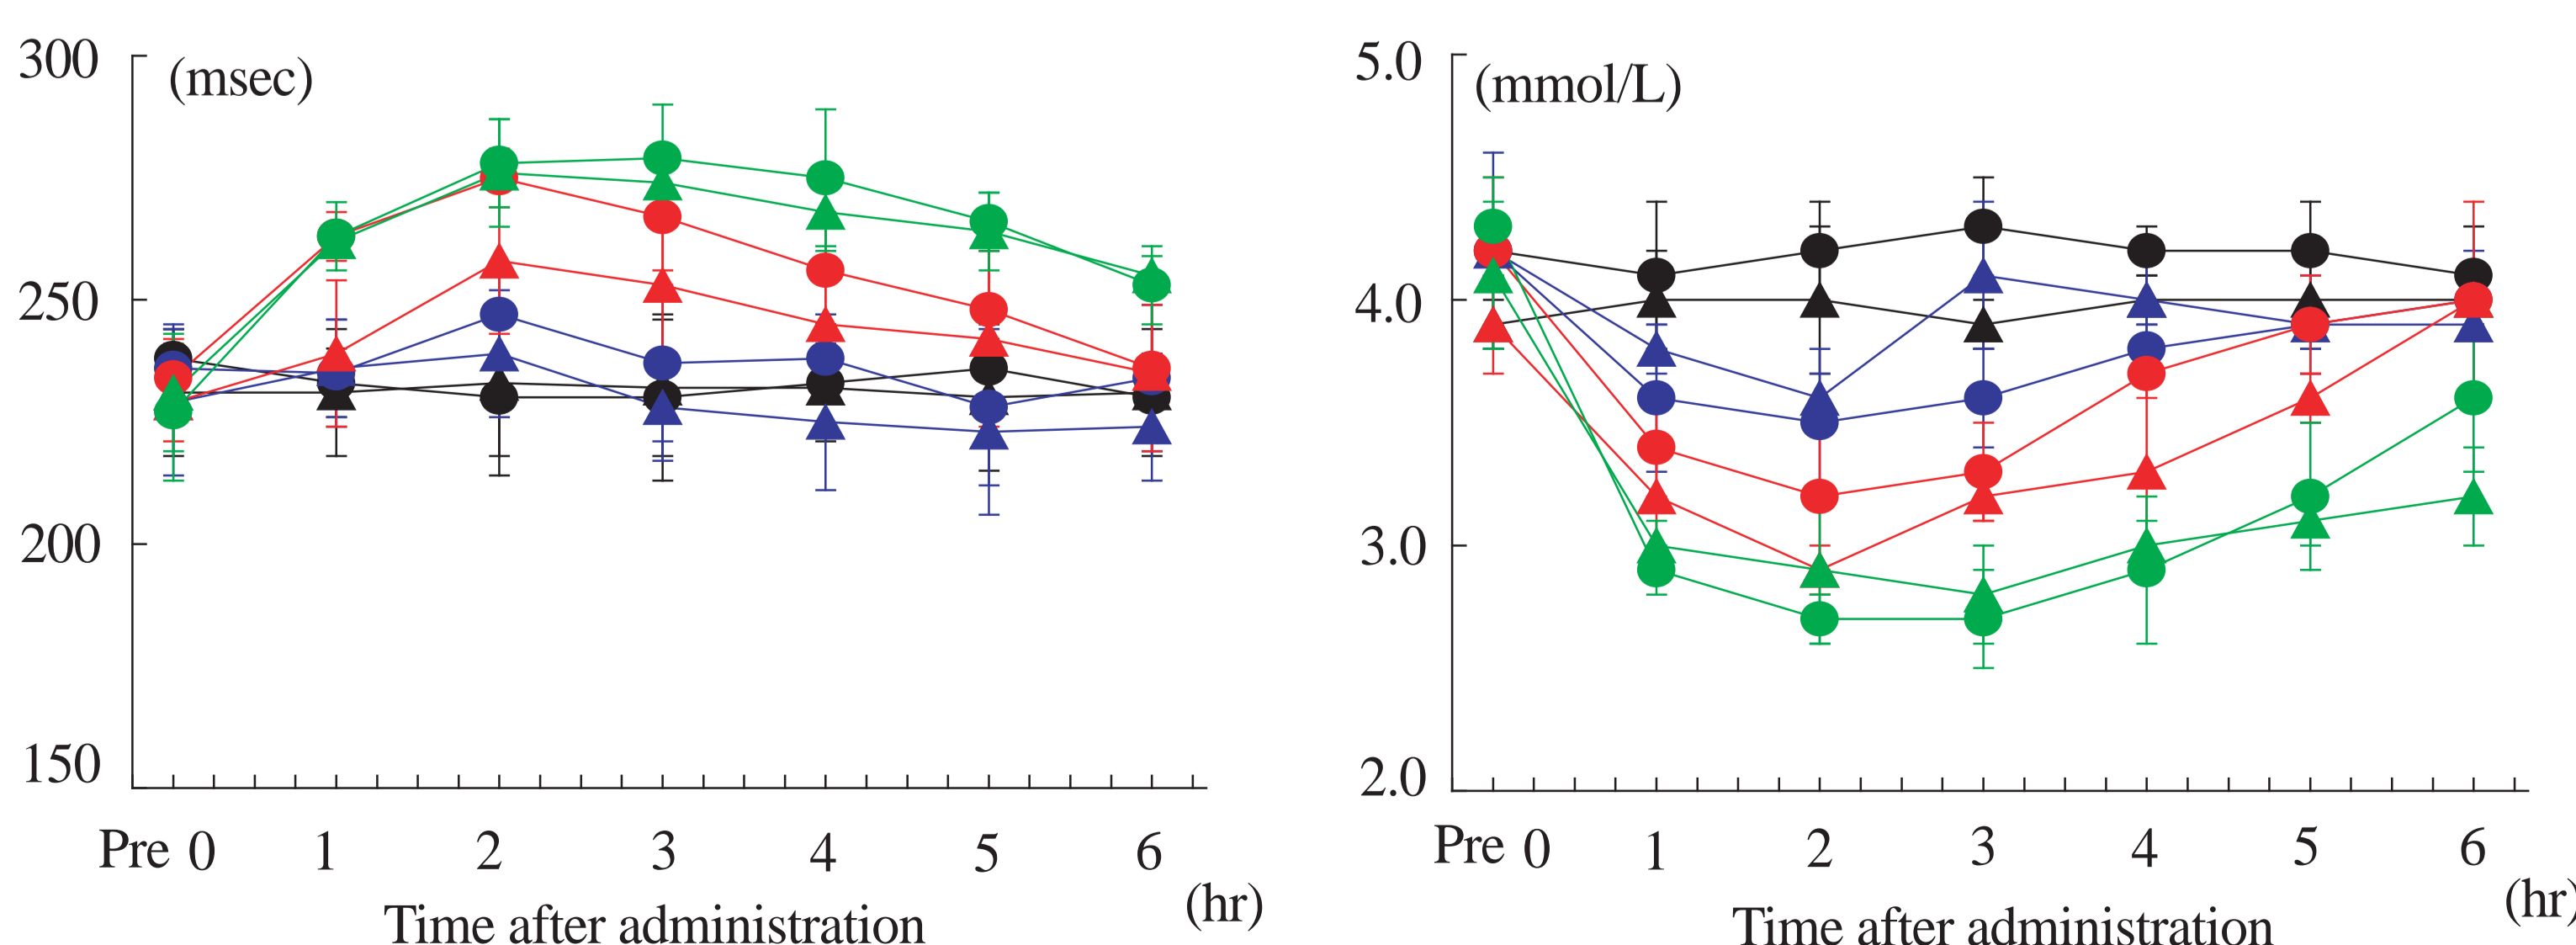 300
(msec)
250
200
150
Pre 0 1 2 3 4 5 6
(hr)
Time after administration
5.0
(mmol/L)
4.0
3.0
2.0
Pre 0 1 2 3 4 5 6
(hr)
Time after administration